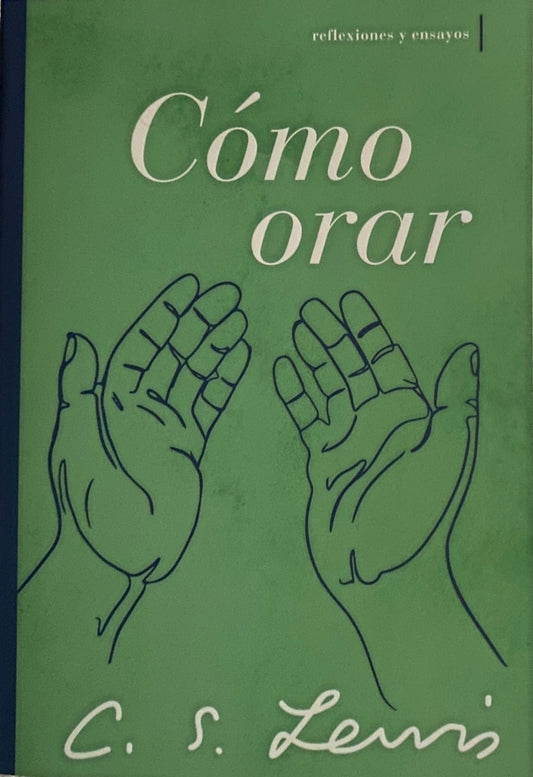 reflexiones y ensayos
Cómo
orar
C. S. Lewis